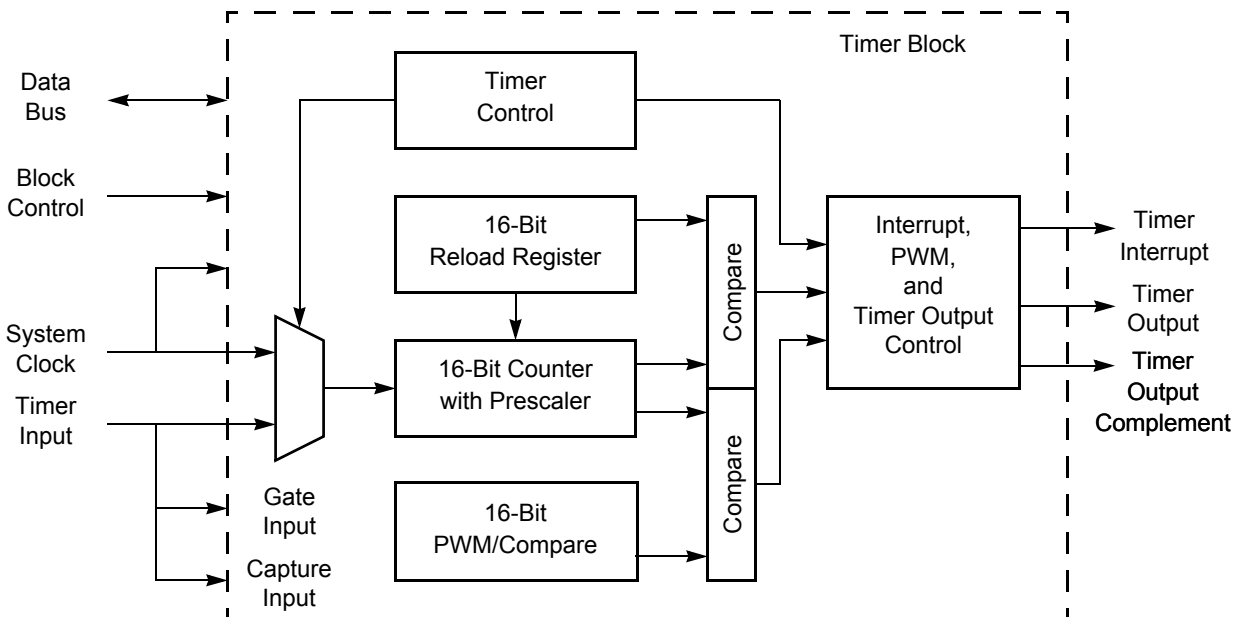 Timer Block
Data
Bus
Timer
Control
Block
Control
16-Bit
Reload Register
Compare
Interrupt,
PWM,
and
Timer Output
Control
Timer
Interrupt
System
Clock
16-Bit Counter
with Prescaler
Timer
Output
Timer
Input
Timer
Output
Complement
Gate
Input
16-Bit
PWM/Compare
Compare
Capture
Input